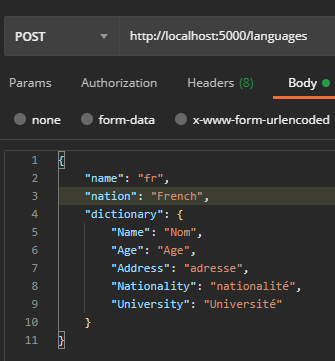 POST http://localhost:5000/languages
Params Authorization Headers (8) Body
none form-data x-www-form-urlencoded
1 {
2 "name": "fr",
3 "nation": "French",
4 "dictionary": {
5 "Name": "Nom",
6 "Age": "Age",
7 "Address": "adresse",
8 "Nationality": "nationalité",
9 "University": "Université"
10 }
11 }